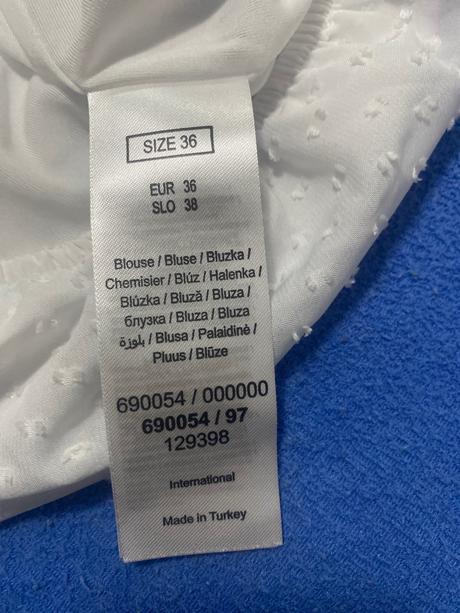 SIZE 36
EUR 36
SLO 38
Blouse / Bluse / Bluzka /
Chemisier / Blúz / Halenka /
Blúzka / Bluză / Bluza /
блузка / Bluza / Bluza
بلوزة / Blusa / Palaidinė /
Pluus / Blūze
690054 / 000000
690054 / 97
129398
International
Made in Turkey